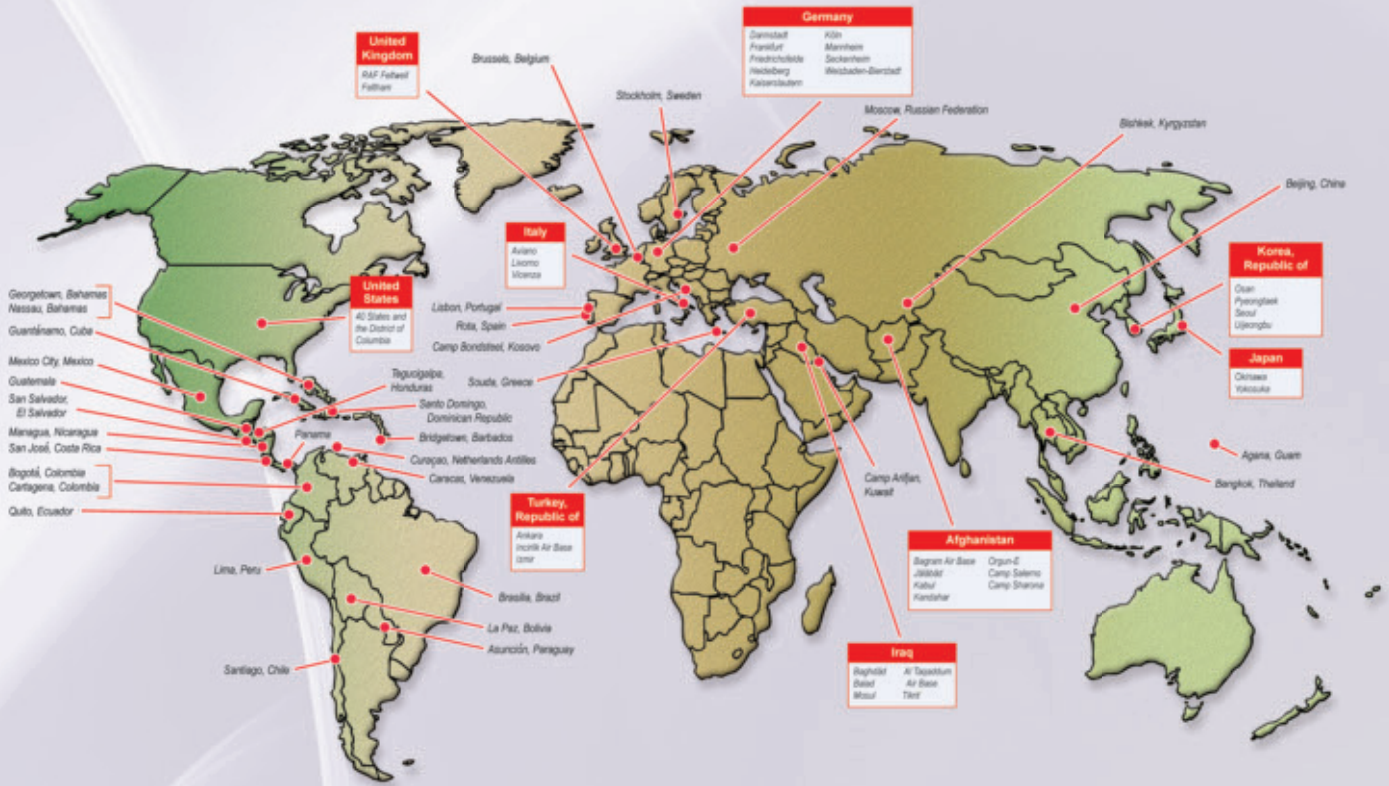 Germany
Darmstadt Köln
Frankfurt Mannheim
Friedrichsfelde Seckenheim
Heidelberg Weisbaden-Bierstadt
Kaiserslautern
United
Kingdom
RAF Feltwell
Feltham
Brussels, Belgium
Stockholm, Sweden
Moscow, Russian Federation
Bishkek, Kyrgyzstan
Beijing, China
Italy
Aviano
Livorno
Vicenza
Korea,
Republic of
Osan
Pyeongtaek
Seoul
Uijeongbu
United
States
40 States and
the District of
Columbia
Georgetown, Bahamas
Nassau, Bahamas
Guantánamo, Cuba
Lisbon, Portugal
Rota, Spain
Camp Bondsteel, Kosovo
Souda, Greece
Japan
Okinawa
Yokosuka
Mexico City, Mexico
Guatemala
San Salvador,
El Salvador
Managua, Nicaragua
San José, Costa Rica
Bogotá, Colombia
Cartagena, Colombia
Quito, Ecuador
Tegucigalpa,
Honduras
Santo Domingo,
Dominican Republic
Panama
Bridgetown, Barbados
Curaçao, Netherlands Antilles
Caracas, Venezuela
Agana, Guam
Bangkok, Thailand
Camp Arifjan,
Kuwait
Turkey,
Republic of
Ankara
Incirlik Air Base
Izmir
Afghanistan
Bagram Air Base Orgun-E
Jalābād Camp Salerno
Kabul Camp Sharona
Kandahar
Lima, Peru
Brasilia, Brazil
La Paz, Bolivia
Asunción, Paraguay
Santiago, Chile
Iraq
Baghdād Al Taqaddum
Balad Air Base
Mosul Tikrit